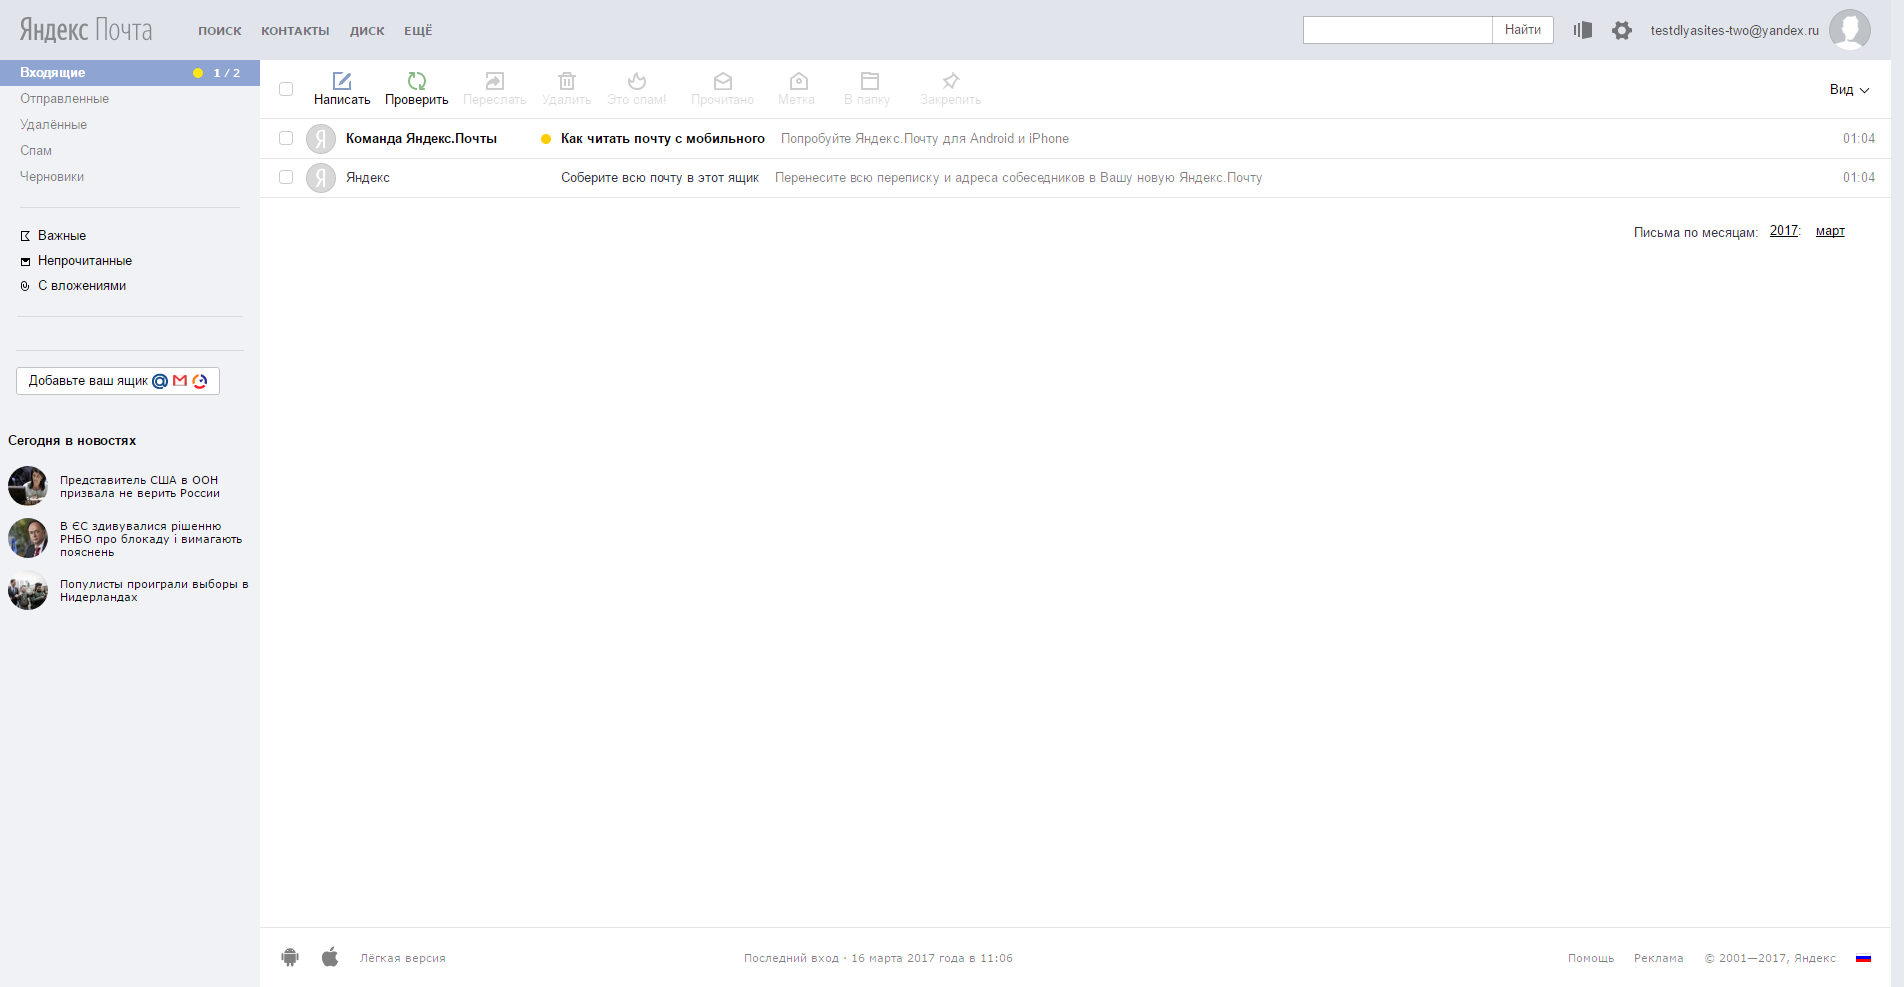 Яндекс Почта
ПОИСК КОНТАКТЫ ДИСК ЕЩЁ
Найти
testdlyasites-two@yandex.ru
Входящие 1 / 2
Отправленные
Удалённые
Спам
Черновики
Важные
Непрочитанные
С вложениями
Добавьте ваш ящик
Сегодня в новостях
Представитель США в ООН
призвала не верить России
В ЄС здивувалися рішенню
РНБО про блокаду і вимагають
пояснень
Популисты проиграли выборы в
Нидерландах
Написать Проверить Переслать Удалить Это спам! Прочитано Метка В папку Закрепить
Вид
Я Команда Яндекс.Почты Как читать почту с мобильного Попробуйте Яндекс.Почту для Android и iPhone 01:04
Я Яндекс Соберите всю почту в этот ящик Перенесите всю переписку и адреса собеседников в Вашу новую Яндекс.Почту 01:04
Письма по месяцам: 2017: март
Лёгкая версия
Последний вход · 16 марта 2017 года в 11:06
Помощь Реклама © 2001—2017, Яндекс